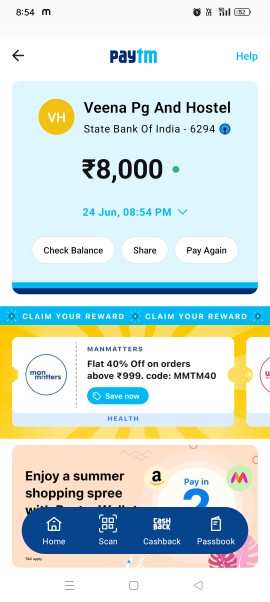 8:54 m
52
paytm
Help
VH
Veena Pg And Hostel
State Bank Of India - 6294
₹8,000
24 Jun, 08:54 PM
Check Balance
Share
Pay Again
CLAIM YOUR REWARD
CLAIM YOUR REWARD
man matters
MANMATTERS
Flat 40% Off on orders
above ₹999. code: MMTM40
Save now
HEALTH
Enjoy a summer
shopping spree
a
Pay in
Home
Scan
CASH BACK
Cashback
Passbook